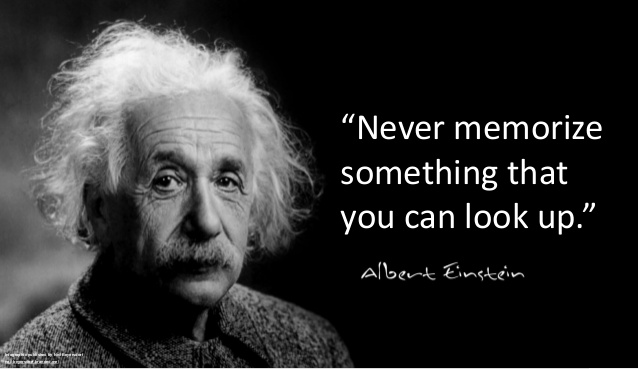 “Never memorize
something that
you can look up.”
Albert Einstein